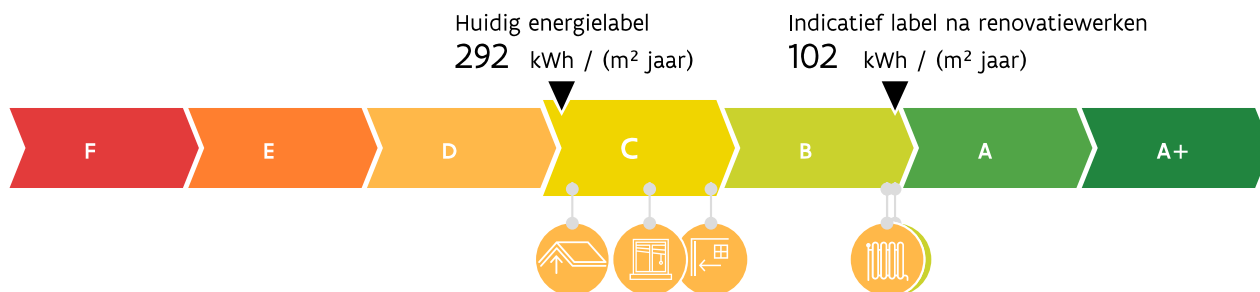 Huidig energielabel
292 kWh / (m² jaar)
Indicatief label na renovatiewerken
102 kWh / (m² jaar)
F E D C B A A+